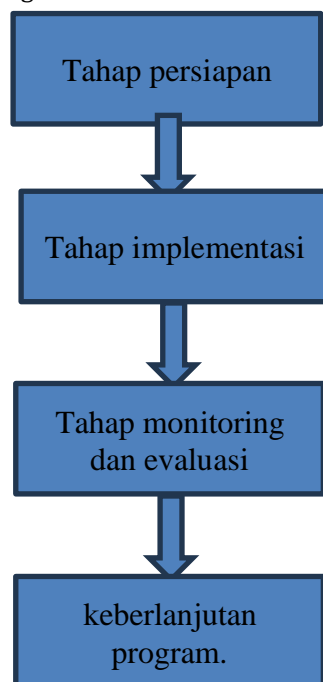 Tahap persiapan
Tahap implementasi
Tahap monitoring
dan evaluasi
keberlanjutan
program.